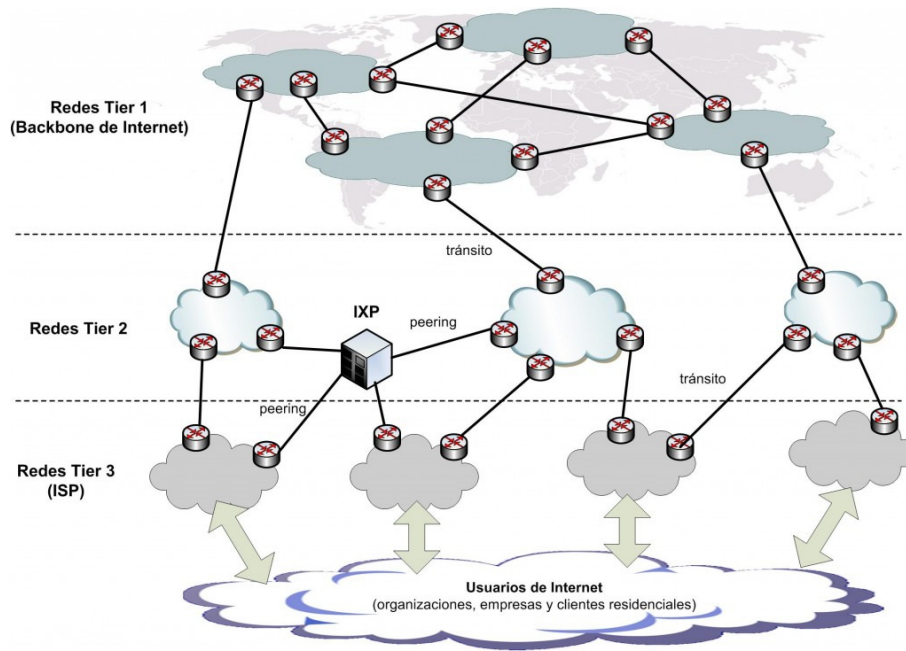 Redes Tier 1
(Backbone de Internet)
tránsito
Redes Tier 2
IXP
peering
tránsito
peering
Redes Tier 3
(ISP)
Usuarios de Internet
(organizaciones, empresas y clientes residenciales)